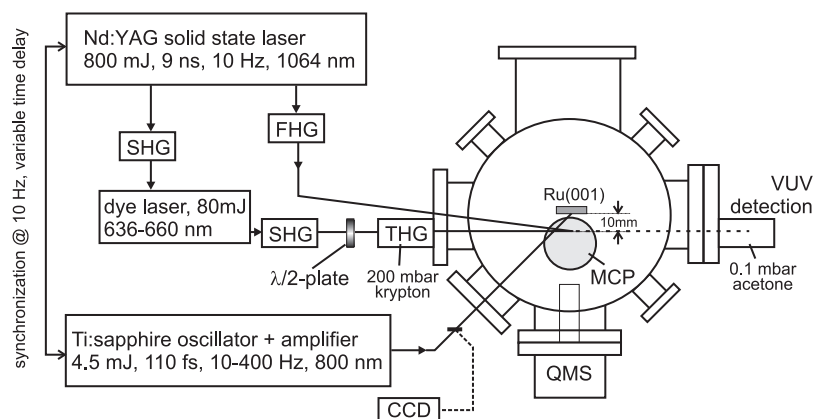 synchronization @ 10 Hz, variable time delay
Nd:YAG solid state laser
800 mJ, 9 ns, 10 Hz, 1064 nm
SHG
FHG
dye laser, 80mJ
636-660 nm
SHG
λ/2-plate
THG
200 mbar
krypton
Ru(001)
10mm
MCP
VUV
detection
0.1 mbar
acetone
Ti:sapphire oscillator + amplifier
4.5 mJ, 110 fs, 10-400 Hz, 800 nm
CCD
QMS